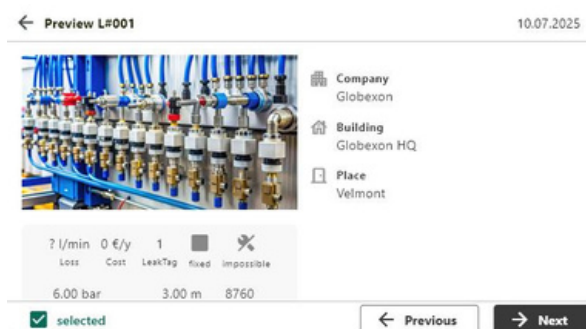 Preview L#001
10.07.2025
Company
Globexon
Building
Globexon HQ
Place
Velmont
? l/min 0 €/y 1
Loss Cost LeakTag fixed impossible
6.00 bar 3.00 m 8760
selected
Previous
Next